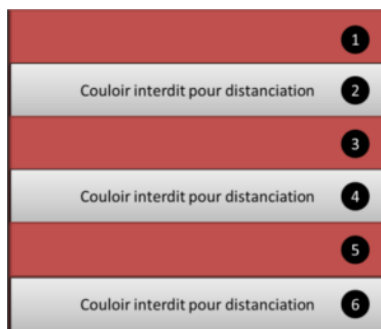 1
Couloir interdit pour distanciation 2
3
Couloir interdit pour distanciation 4
5
Couloir interdit pour distanciation 6